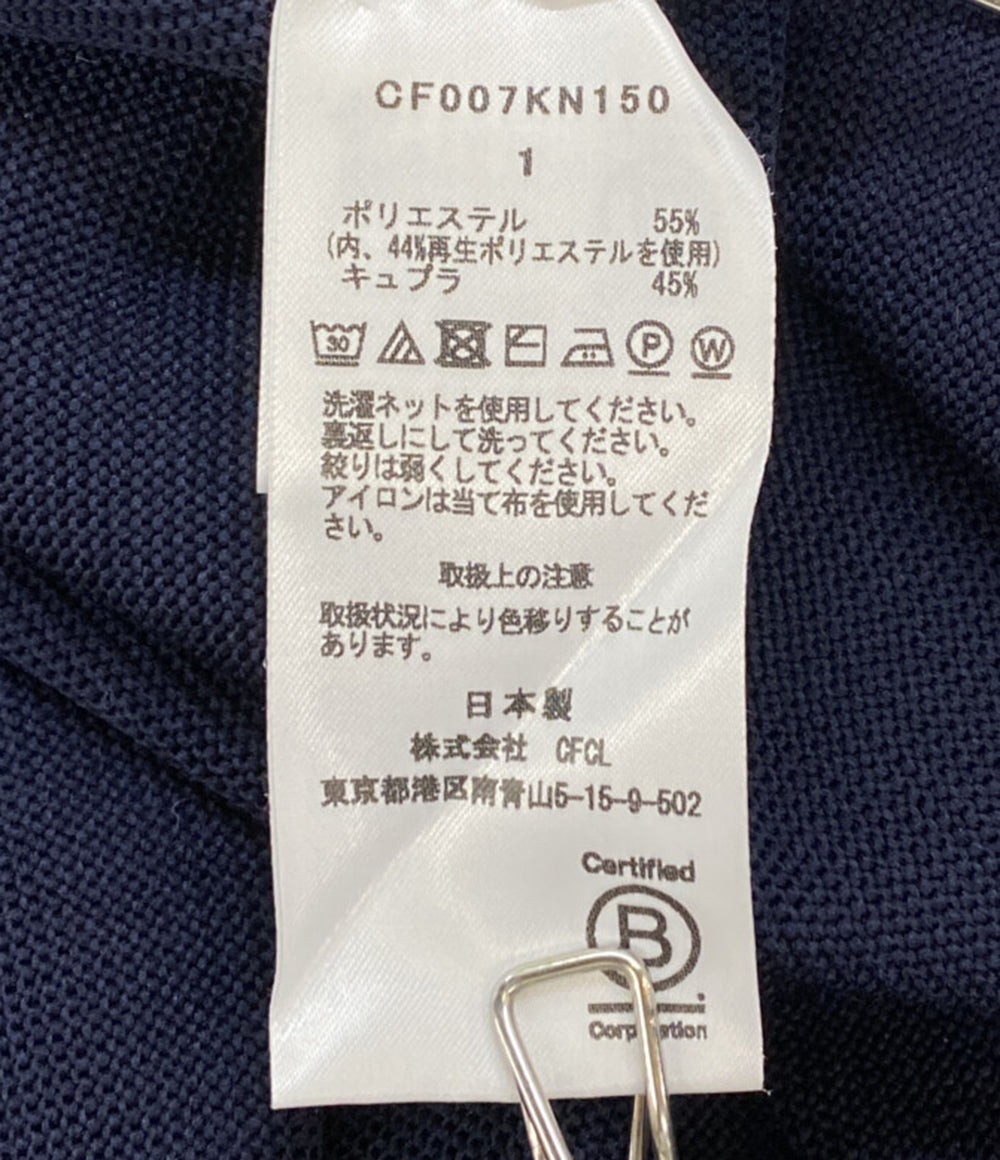 CF007KN150
1
ポリエステル 55%
(内、44%再生ポリエステルを使用)
キュプラ 45%
30 P W
洗濯ネットを使用してください。
裏返しにして洗ってください。
絞りは弱くしてください。
アイロンは当て布を使用してくだ
さい。
取扱上の注意
取扱状況により色移りすることが
あります。
日本製
株式会社 CFCL
東京都港区南青山5-15-9-502
Certified
B